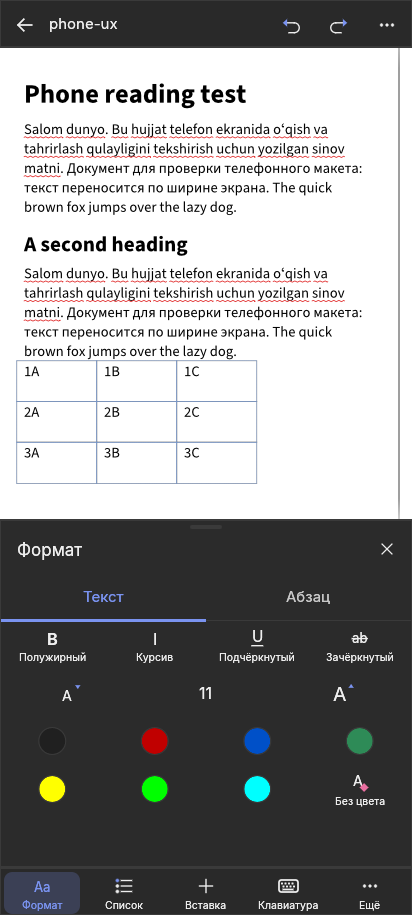 phone-ux
Phone reading test
Salom dunyo. Bu hujjat telefon ekranida oʻqish va
tahrirlash qulayligini tekshirish uchun yozilgan sinov
matni. Документ для проверки телефонного макета:
текст переносится по ширине экрана. The quick
brown fox jumps over the lazy dog.
A second heading
Salom dunyo. Bu hujjat telefon ekranida oʻqish va
tahrirlash qulayligini tekshirish uchun yozilgan sinov
matni. Документ для проверки телефонного макета:
текст переносится по ширине экрана. The quick
brown fox jumps over the lazy dog.
1A 1B 1C
2A 2B 2C
3A 3B 3C
Формат
Текст Абзац
B I U ab
Полужирный Курсив Подчёркнутый Зачёркнутый
A 11 A
A
Без цвета
Aa
Формат Список Вставка Клавиатура Ещё